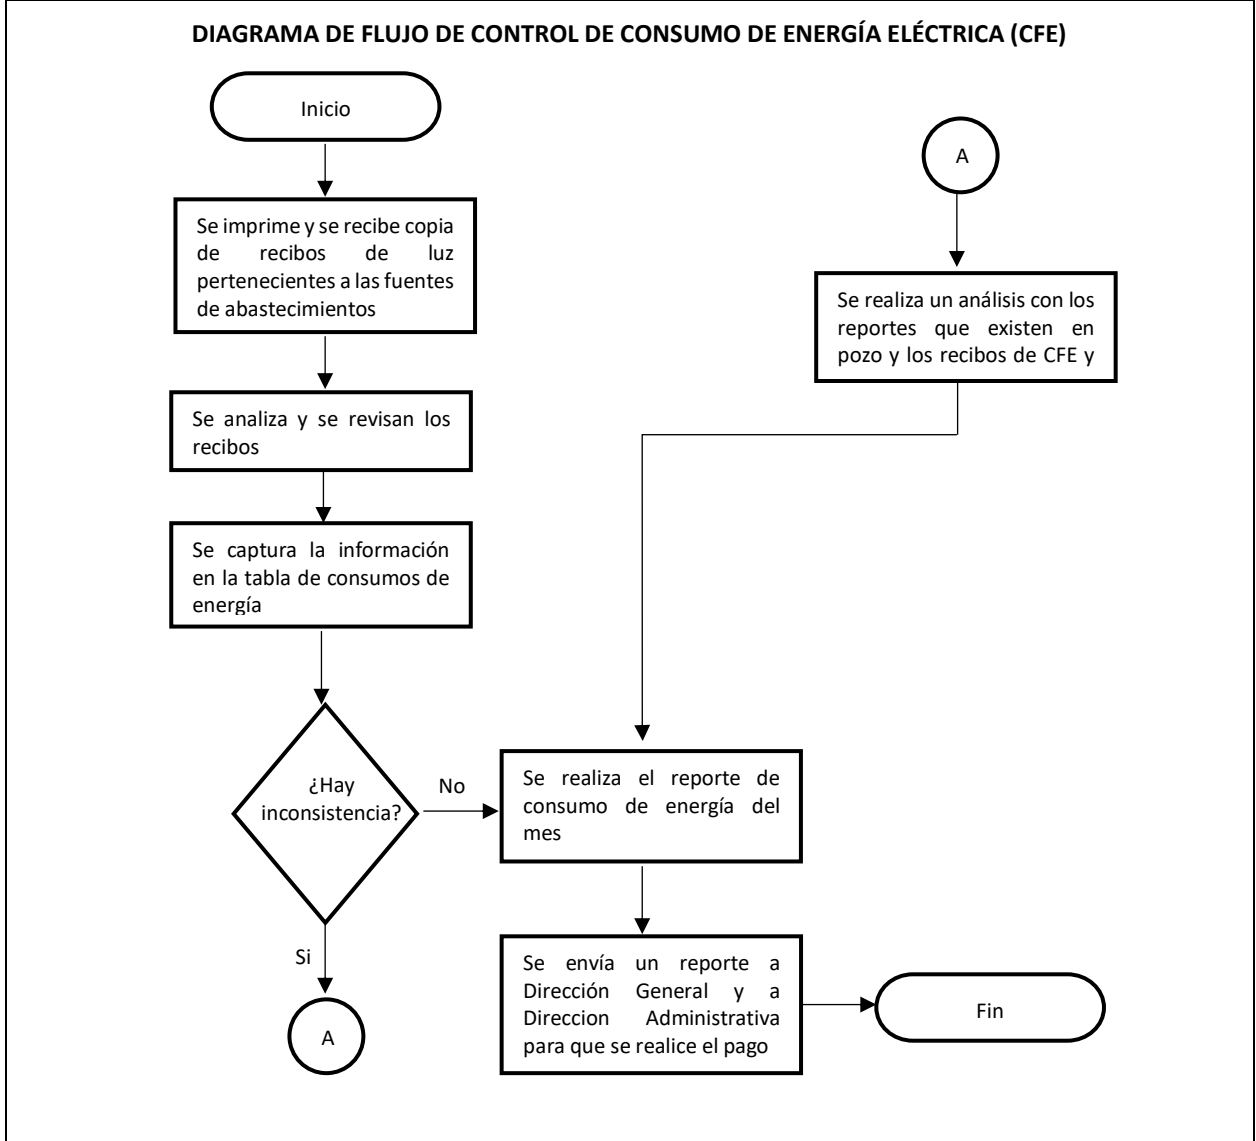 DIAGRAMA DE FLUJO DE CONTROL DE CONSUMO DE ENERGÍA ELÉCTRICA (CFE)
Inicio
Se imprime y se recibe copia
de recibos de luz
pertenecientes a las fuentes
de abastecimientos
Se analiza y se revisan los
recibos
Se captura la información
en la tabla de consumos de
energía
¿Hay
inconsistencia?
No
Si
A
A
Se realiza un análisis con los
reportes que existen en
pozo y los recibos de CFE y
Se realiza el reporte de
consumo de energía del
mes
Se envía un reporte a
Dirección General y a
Direccion Administrativa
para que se realice el pago
Fin